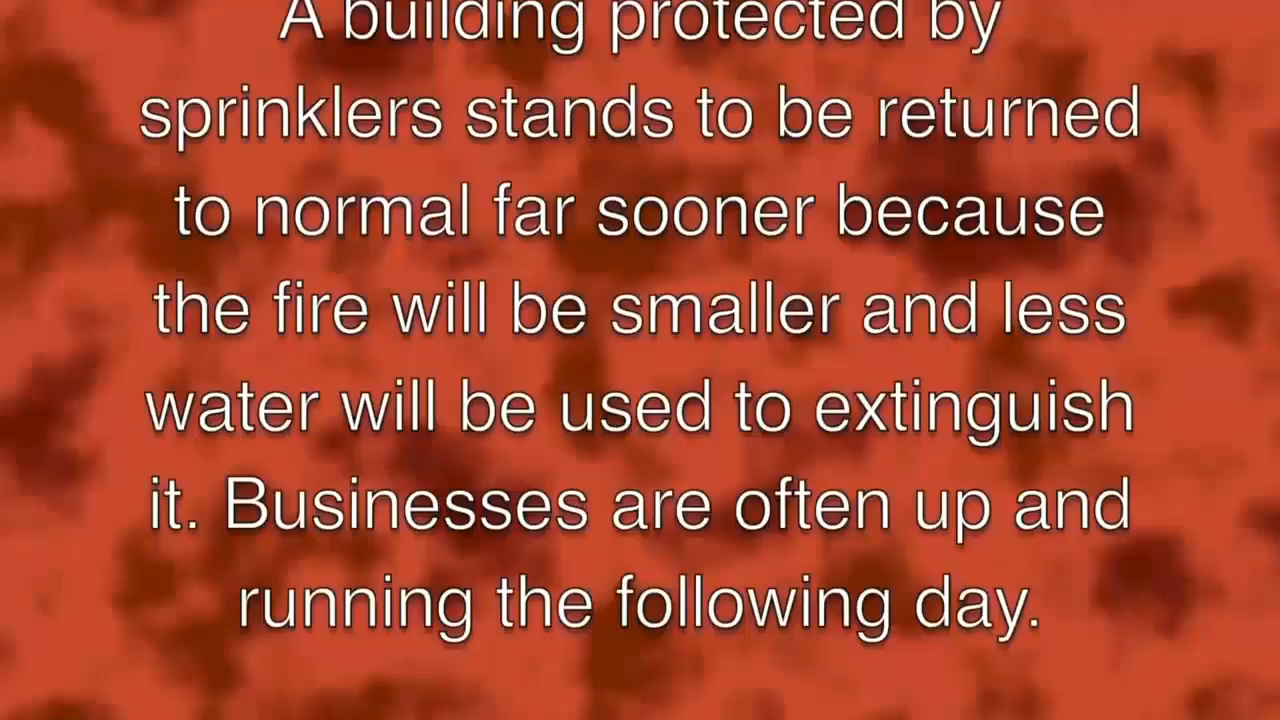 A building protected by
sprinklers stands to be returned
to normal far sooner because
the fire will be smaller and less
water will be used to extinguish
it. Businesses are often up and
running the following day.